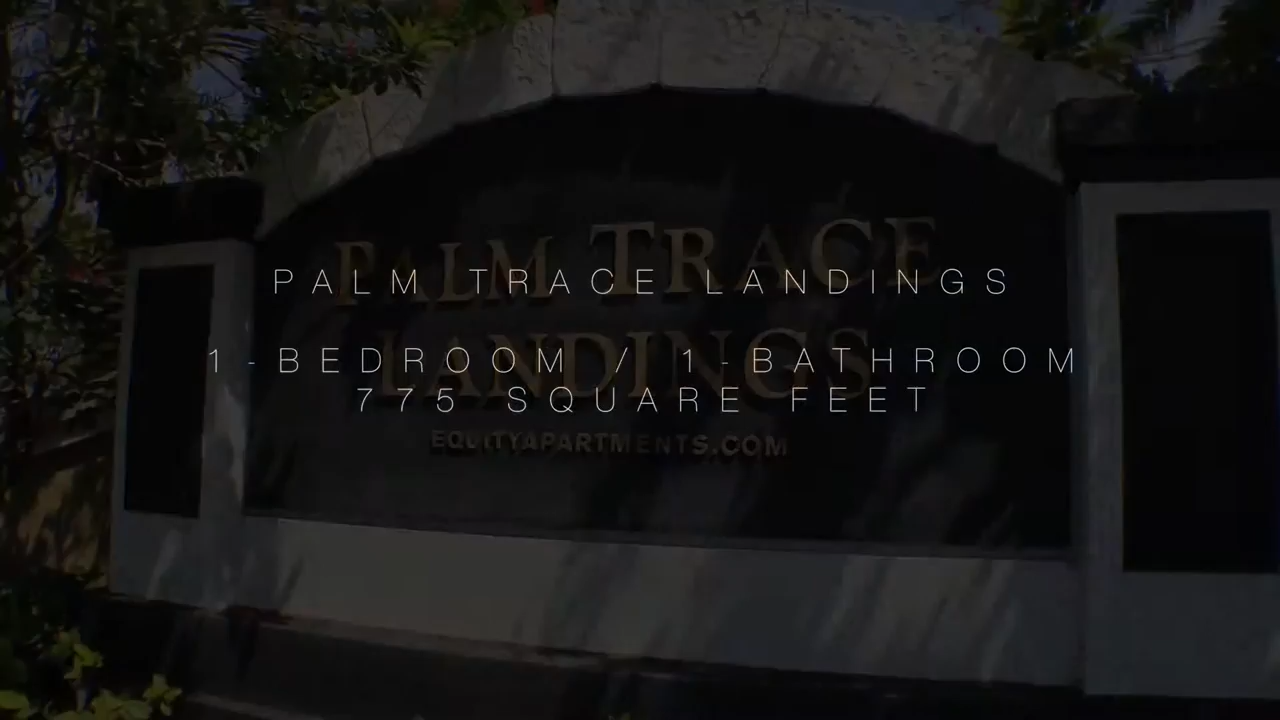 PALM TRACE LANDINGS
1-BEDROOM / 1-BATHROOM
775 SQUARE FEET
PALM TRACE
LANDINGS
EQUITYAPARTMENTS.COM